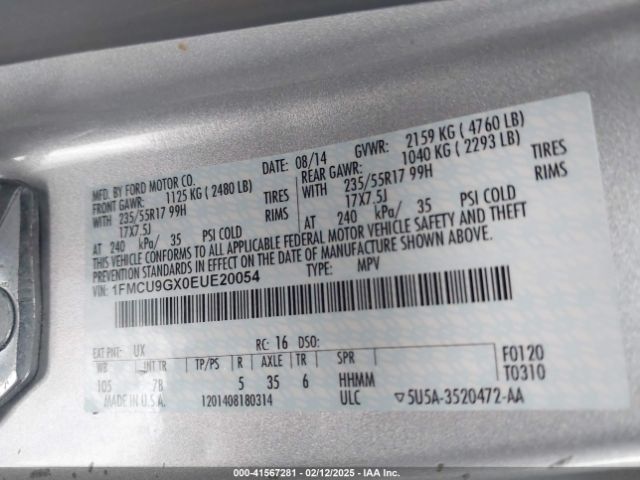 MFD. BY FORD MOTOR CO.
DATE: 08/14 GVWR: 2159 KG ( 4760 LB)
FRONT GAWR: 1125 KG ( 2480 LB) REAR GAWR: 1040 KG ( 2293 LB)
WITH 235/55R17 99H TIRES WITH 235/55R17 99H TIRES
17X7.5J RIMS 17X7.5J RIMS
AT 240 kPa/ 35 PSI COLD AT 240 kPa/ 35 PSI COLD
THIS VEHICLE CONFORMS TO ALL APPLICABLE FEDERAL MOTOR VEHICLE SAFETY AND THEFT
PREVENTION STANDARDS IN EFFECT ON THE DATE OF MANUFACTURE SHOWN ABOVE.
VIN: 1FMCU9GX0EUE20054 TYPE: MPV
EXT PNT: UX RC: 16 DSO: F0120
WB INT TR TP/PS R AXLE TR SPR T0310
105 7B 5 35 6 HHMM
MADE IN U.S.A. 1201408180314 ULC 5U5A-3520472-AA
000-41567281 - 02/12/2025 - IAA Inc.